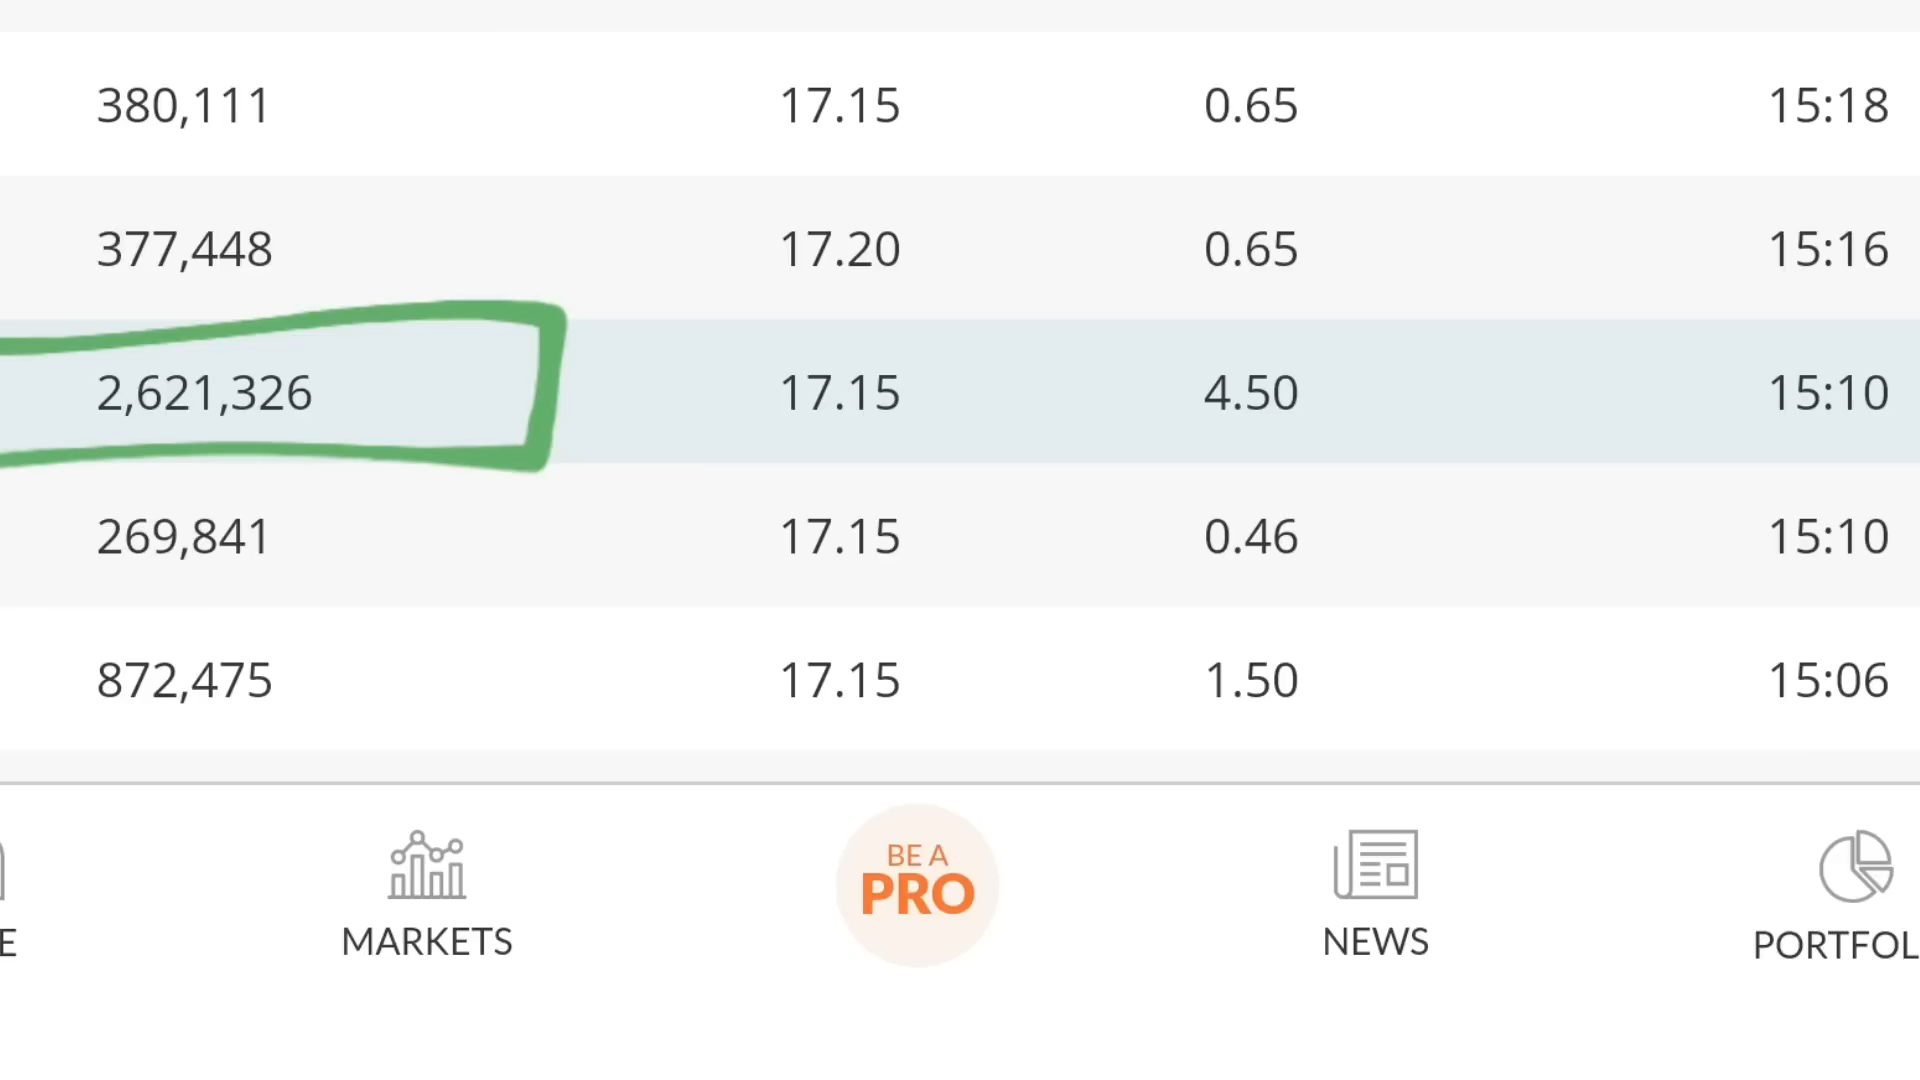 380,111 17.15 0.65 15:18
377,448 17.20 0.65 15:16
2,621,326 17.15 4.50 15:10
269,841 17.15 0.46 15:10
872,475 17.15 1.50 15:06
BE A
PRO
E MARKETS NEWS PORTFOL